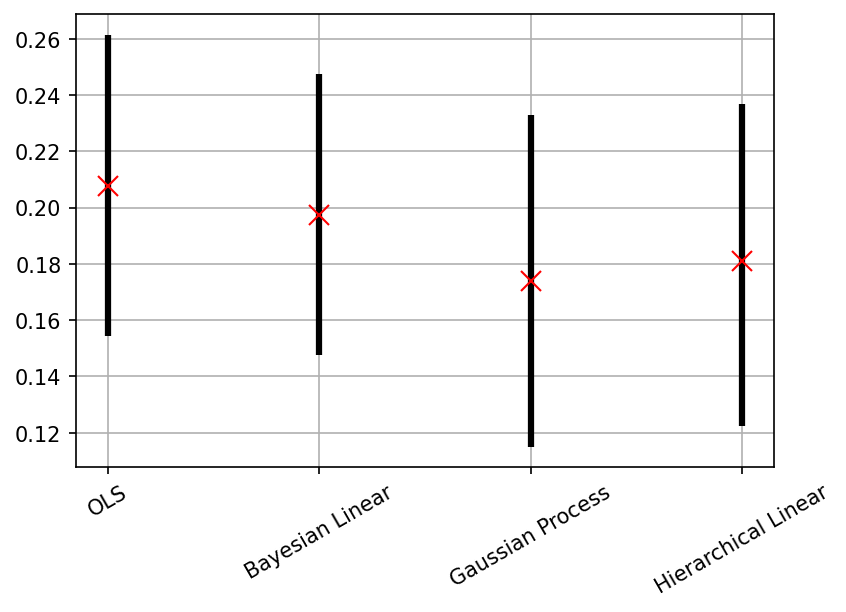 0.26
0.24
0.22
0.20
0.18
0.16
0.14
0.12
OLS
Bayesian Linear
Gaussian Process
Hierarchical Linear